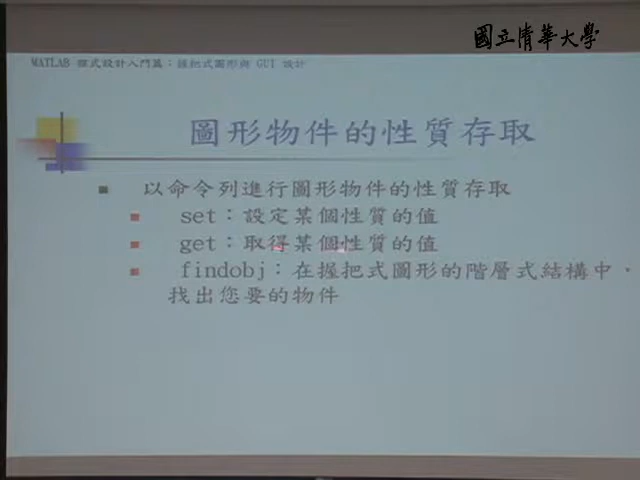 國立清華大學
MATLAB 程式設計入門篇：握把式圖形與 GUI 設計
圖形物件的性質存取
以命令列進行圖形物件的性質存取
set：設定某個性質的值
get：取得某個性質的值
findobj：在握把式圖形的階層式結構中，
找出您要的物件